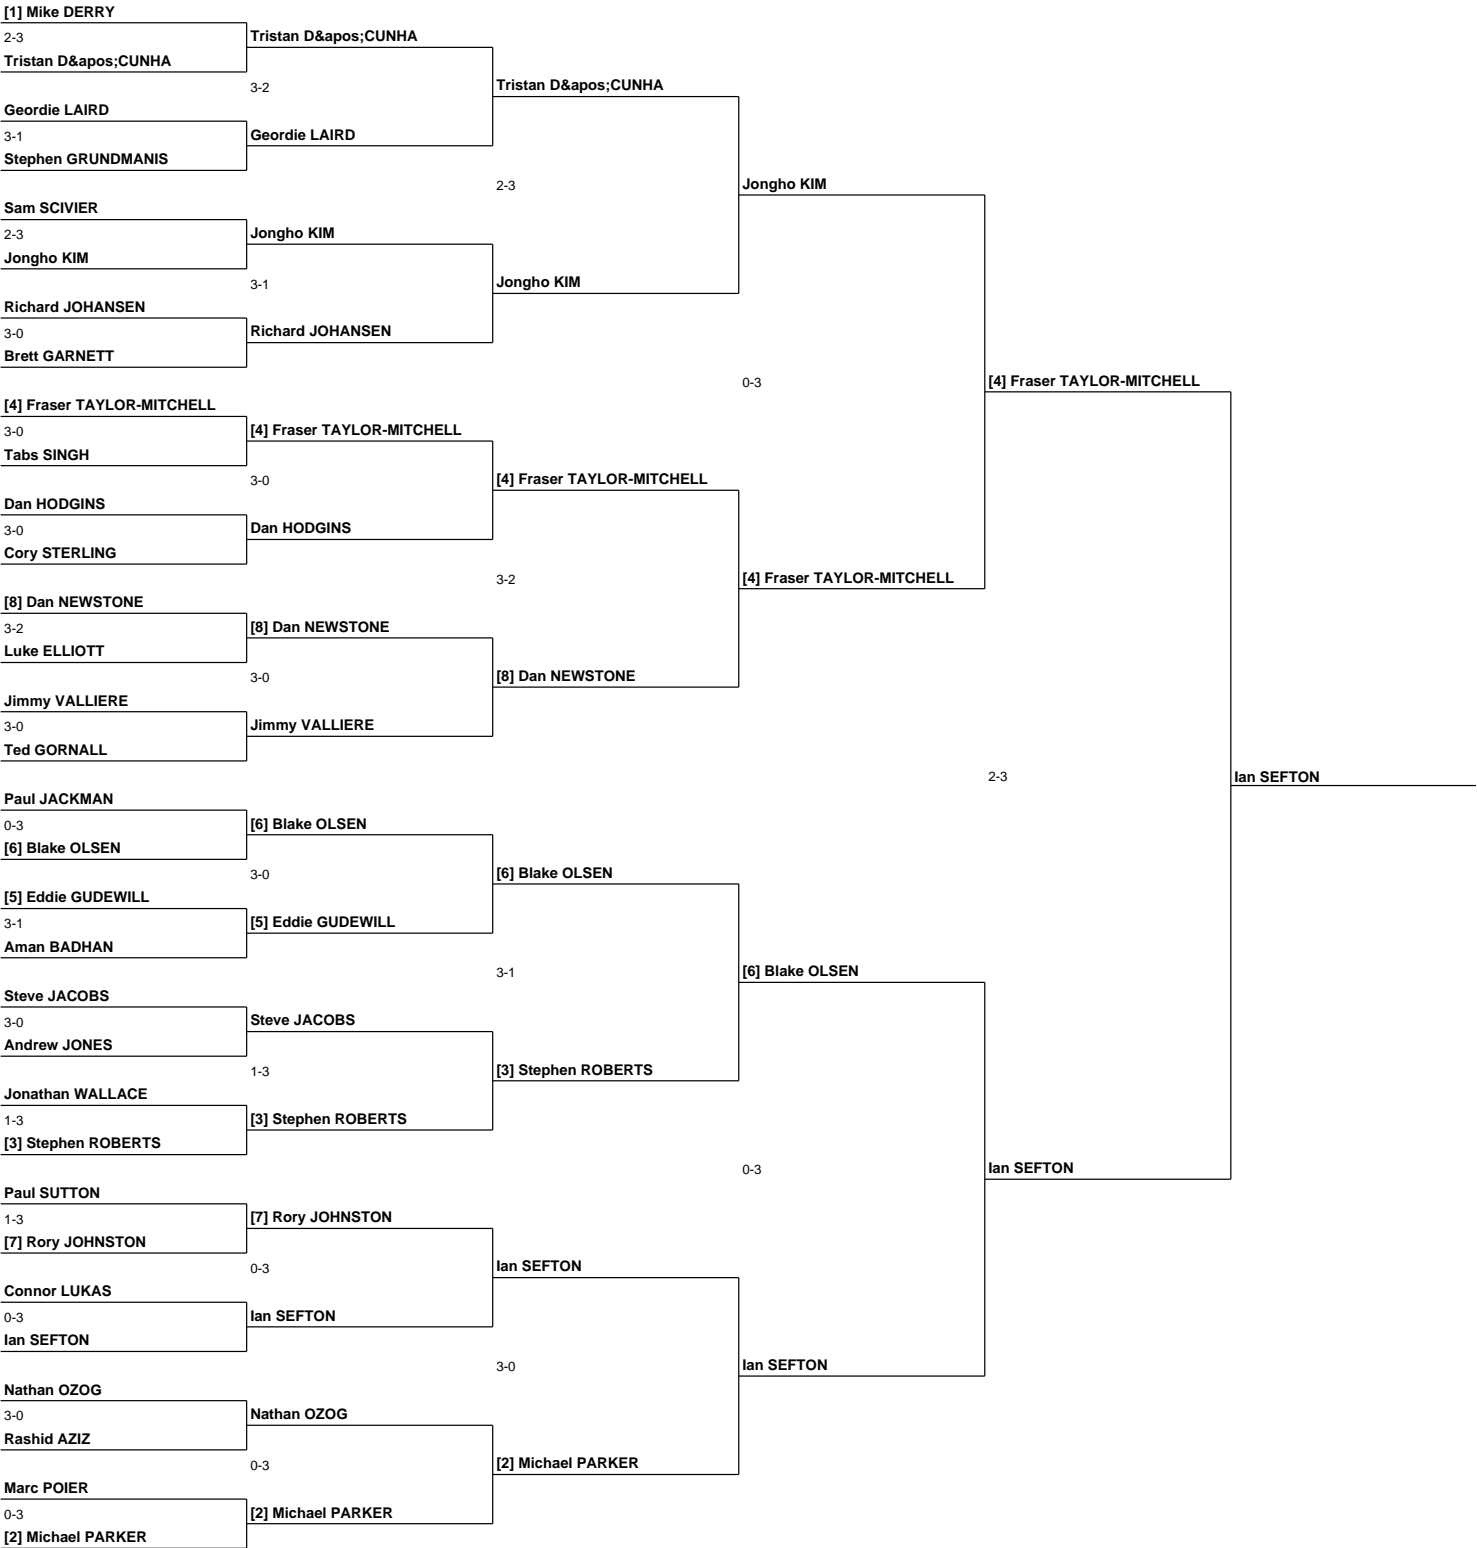 [1] Mike DERRY
2-3
Tristan D&apos;CUNHA
Geordie LAIRD
3-1
Stephen GRUNDMANIS
Sam SCIVIER
2-3
Jongho KIM
Richard JOHANSEN
3-0
Brett GARNETT
[4] Fraser TAYLOR-MITCHELL
3-0
Tabs SINGH
Dan HODGINS
3-0
Cory STERLING
[8] Dan NEWSTONE
3-2
Luke ELLIOTT
Jimmy VALLIERE
3-0
Ted GORNALL
Paul JACKMAN
0-3
[6] Blake OLSEN
[5] Eddie GUDEWILL
3-1
Aman BADHAN
Steve JACOBS
3-0
Andrew JONES
Jonathan WALLACE
1-3
[3] Stephen ROBERTS
Paul SUTTON
1-3
[7] Rory JOHNSTON
Connor LUKAS
0-3
Ian SEFTON
Nathan OZOG
3-0
Rashid AZIZ
Marc POIER
0-3
[2] Michael PARKER
Tristan D&apos;CUNHA
3-2
Geordie LAIRD
Jongho KIM
3-1
Richard JOHANSEN
[4] Fraser TAYLOR-MITCHELL
3-0
Dan HODGINS
[8] Dan NEWSTONE
3-0
Jimmy VALLIERE
[6] Blake OLSEN
3-0
[5] Eddie GUDEWILL
Steve JACOBS
1-3
[3] Stephen ROBERTS
[7] Rory JOHNSTON
0-3
Ian SEFTON
Nathan OZOG
0-3
[2] Michael PARKER
Tristan D&apos;CUNHA
2-3
Jongho KIM
[4] Fraser TAYLOR-MITCHELL
3-2
[8] Dan NEWSTONE
[6] Blake OLSEN
3-1
[3] Stephen ROBERTS
Ian SEFTON
3-0
[2] Michael PARKER
Jongho KIM
0-3
[4] Fraser TAYLOR-MITCHELL
[6] Blake OLSEN
0-3
Ian SEFTON
[4] Fraser TAYLOR-MITCHELL
2-3
Ian SEFTON
Ian SEFTON